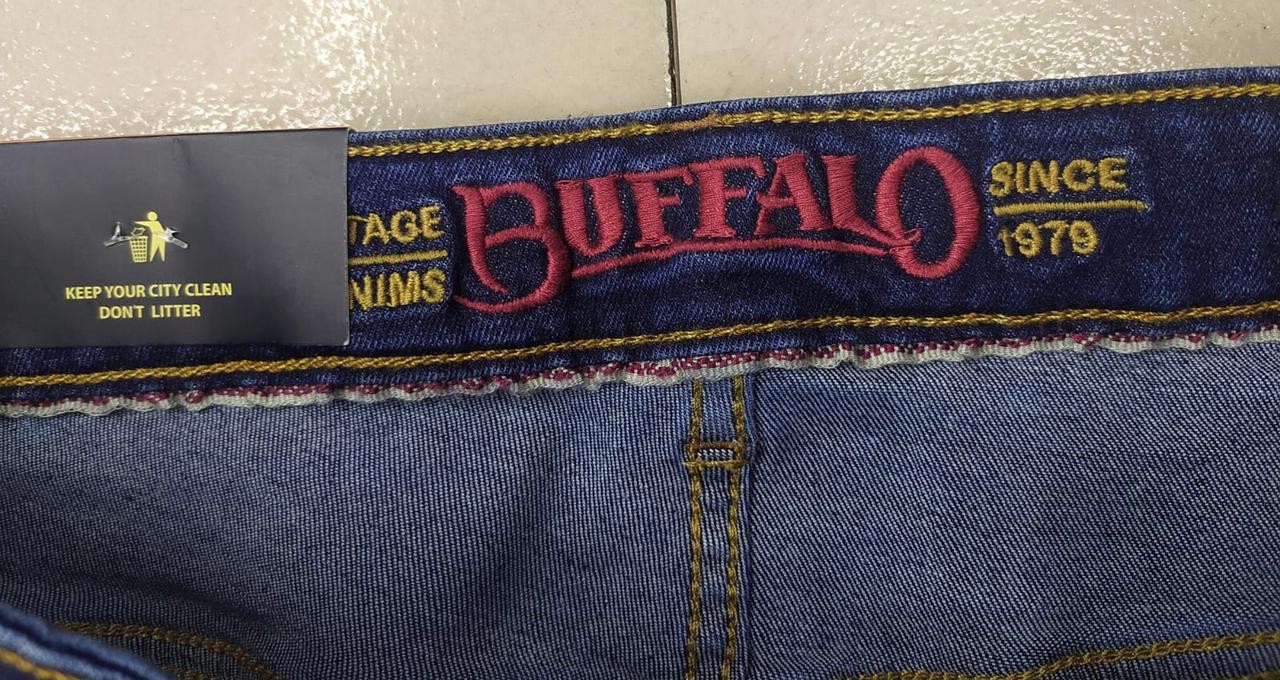 KEEP YOUR CITY CLEAN
DON'T LITTER
TAGE
NIMS
BUFFALO
SINCE
1979